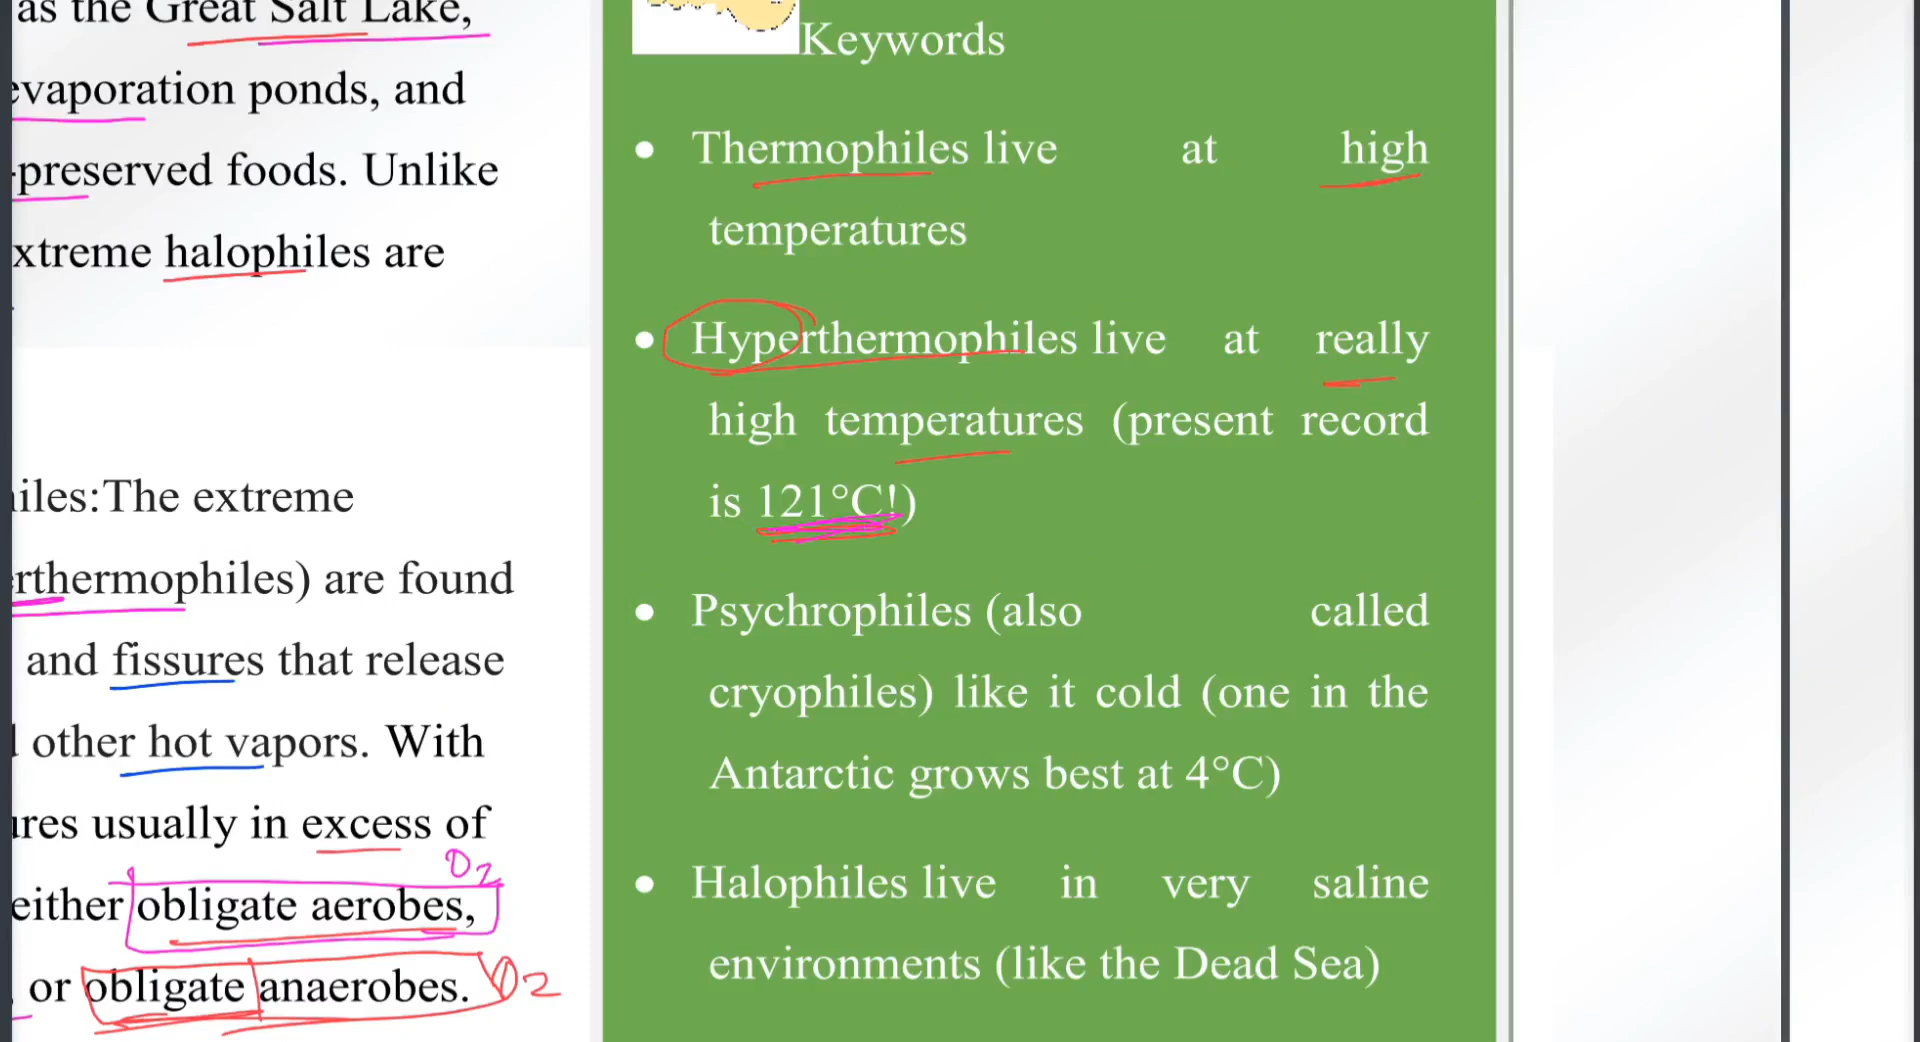 as the Great Salt Lake,
evaporation ponds, and
-preserved foods. Unlike
xtreme halophiles are
iles:The extreme
erthermophiles) are found
and fissures that release
other hot vapors. With
ures usually in excess of
O2
either obligate aerobes,
or obligate anaerobes. O2
Keywords
• Thermophiles live at high
temperatures
• Hyperthermophiles live at really
high temperatures (present record
is 121°C!)
• Psychrophiles (also called
cryophiles) like it cold (one in the
Antarctic grows best at 4°C)
• Halophiles live in very saline
environments (like the Dead Sea)